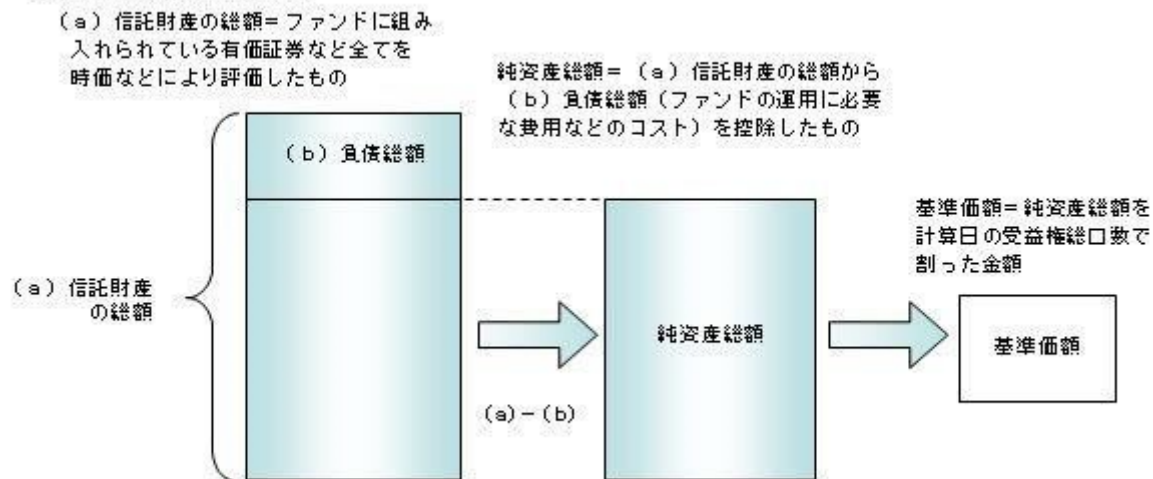 （a）信託財産の総額＝ファンドに組み
入れられている有価証券など全てを
時価などにより評価したもの
純資産総額＝（a）信託財産の総額から
（b）負債総額（ファンドの運用に必要
な費用などのコスト）を控除したもの
（b）負債総額
基準価額＝純資産総額を
計算日の受益権総口数で
割った金額
（a）信託財産
の総額
純資産総額
基準価額
(a)－(b)